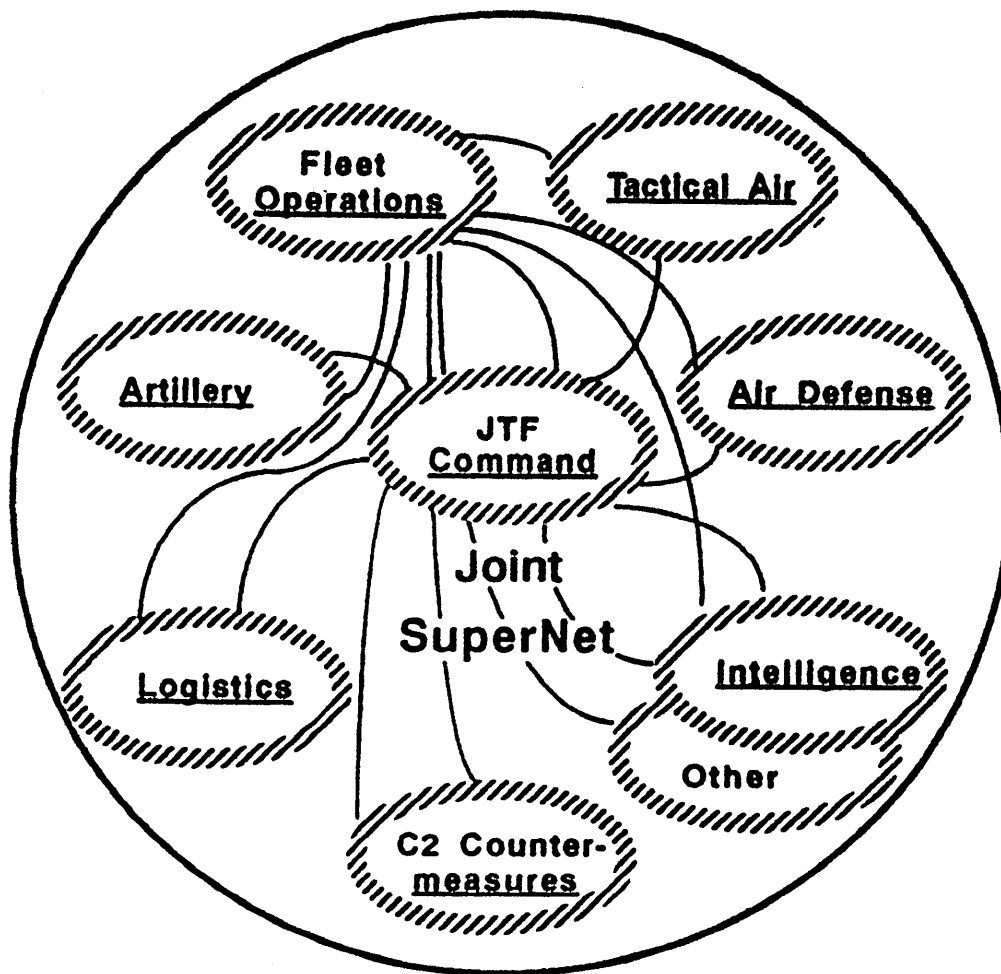 Fleet
Operations
Tactical Air
Artillery
Air Defense
JTF
Command
Joint
SuperNet
Logistics
Intelligence
Other
C2 Counter-
measures